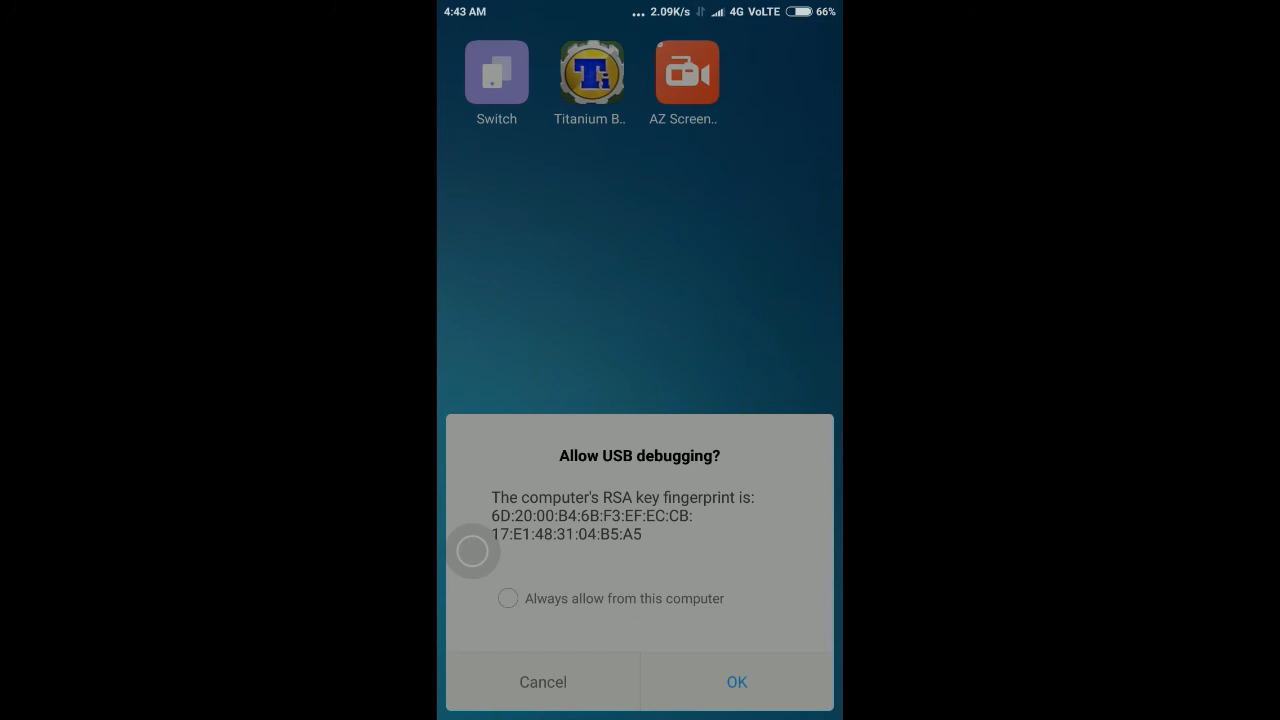 4:43 AM ... 2.09K/s 4G VoLTE 66%
Switch Titanium B.. AZ Screen..
Allow USB debugging?
The computer's RSA key fingerprint is:
6D:20:00:B4:6B:F3:EF:EC:CB:
17:E1:48:31:04:B5:A5
Always allow from this computer
Cancel OK